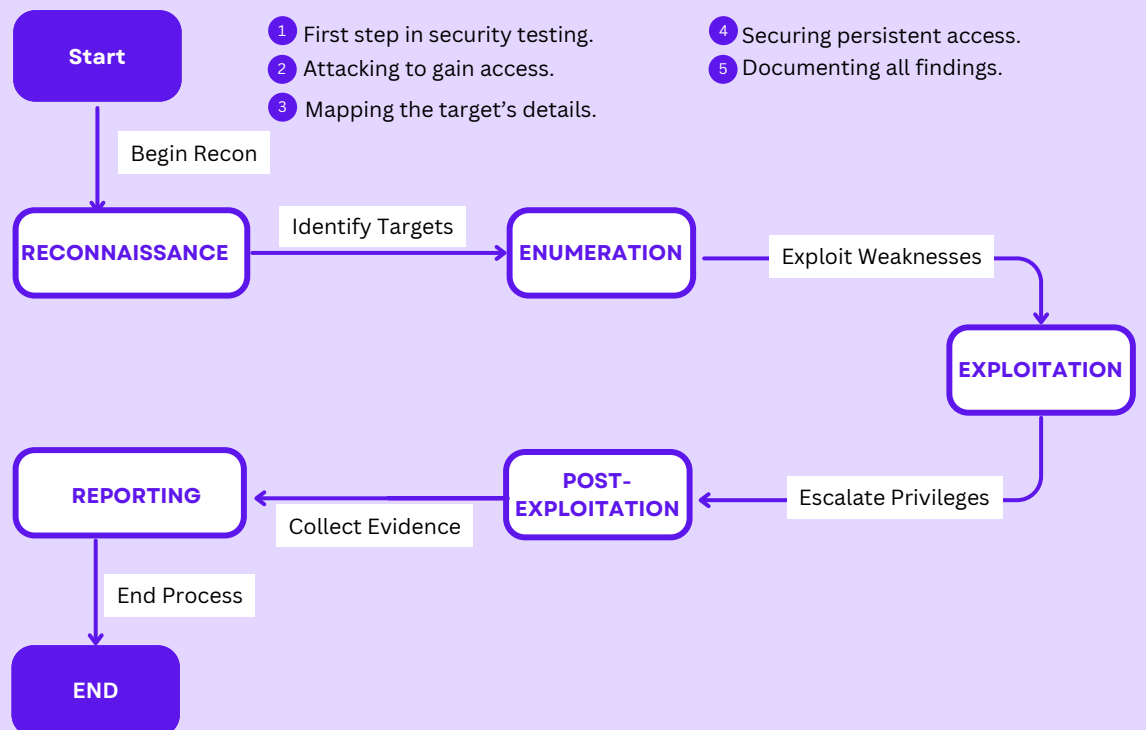 Start
1 First step in security testing.
2 Attacking to gain access.
3 Mapping the target’s details.
4 Securing persistent access.
5 Documenting all findings.
Begin Recon
RECONNAISSANCE
Identify Targets
ENUMERATION
Exploit Weaknesses
EXPLOITATION
Escalate Privileges
POST-
EXPLOITATION
Collect Evidence
REPORTING
End Process
END